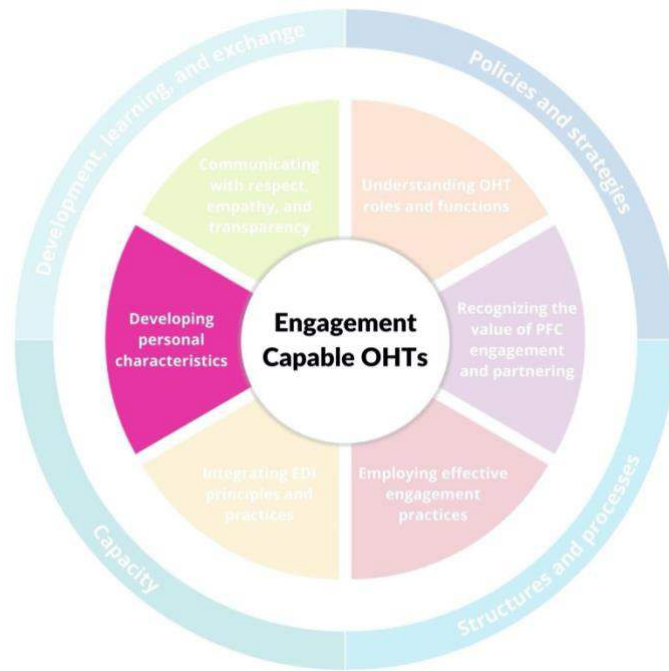 Development, learning, and exchange
Policies and strategies
Communicating
with respect,
empathy, and
transparency
Understanding OHT
roles and functions
Developing
personal
characteristics
Engagement
Capable OHTs
Recognizing the
value of PFC
engagement
and partnering
Integrating EDI
principles and
practices
Employing effective
engagement
practices
Capacity
Structures and processes